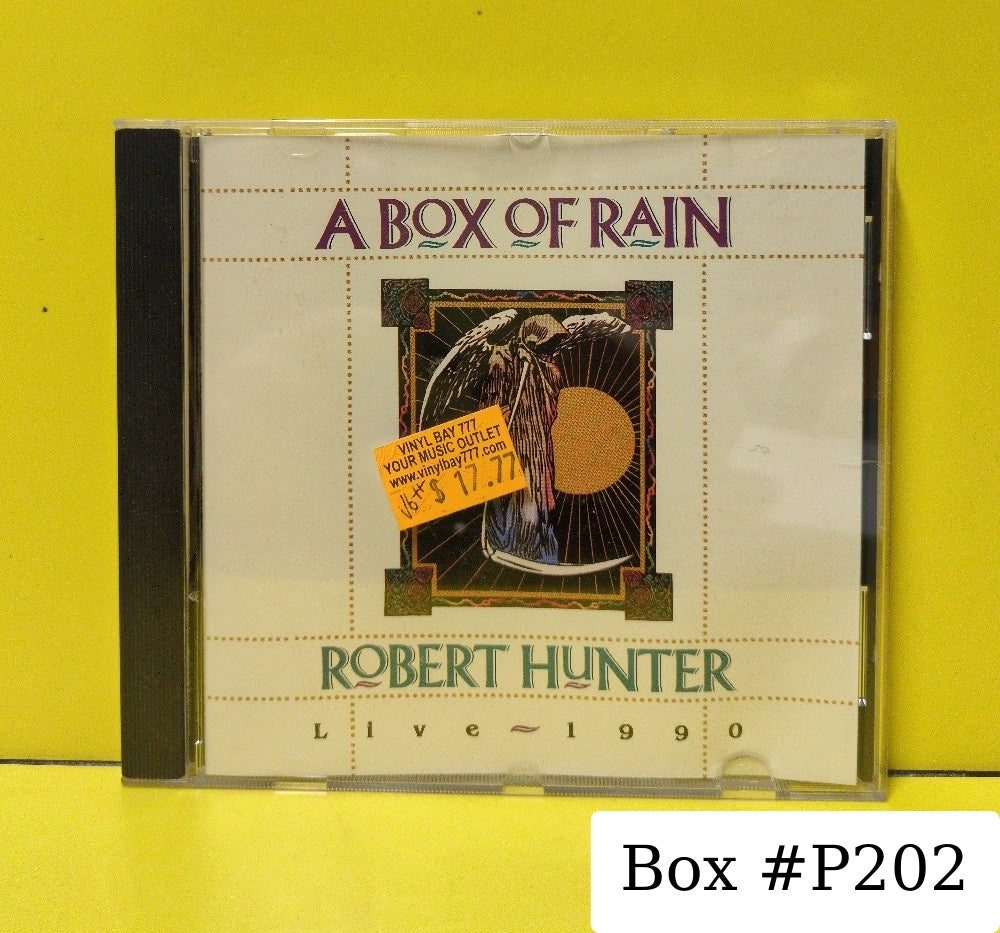 A BOX OF RAIN
VINYL BAY 777
YOUR MUSIC OUTLET
www.vinylbay777.com
$ 17.77
ROBERT HUNTER
Live ~ 1990
Box #P202